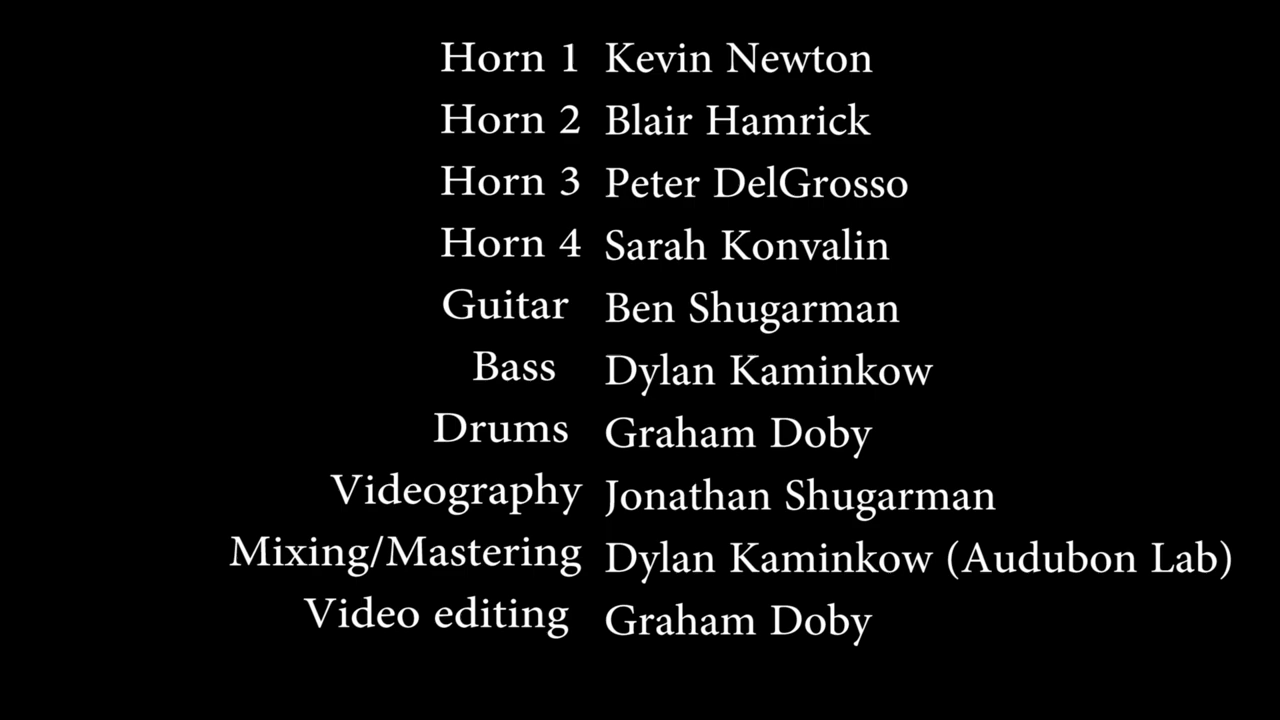 Horn 1 Kevin Newton
Horn 2 Blair Hamrick
Horn 3 Peter DelGrosso
Horn 4 Sarah Konvalin
Guitar Ben Shugarman
Bass Dylan Kaminkow
Drums Graham Doby
Videography Jonathan Shugarman
Mixing/Mastering Dylan Kaminkow (Audubon Lab)
Video editing Graham Doby